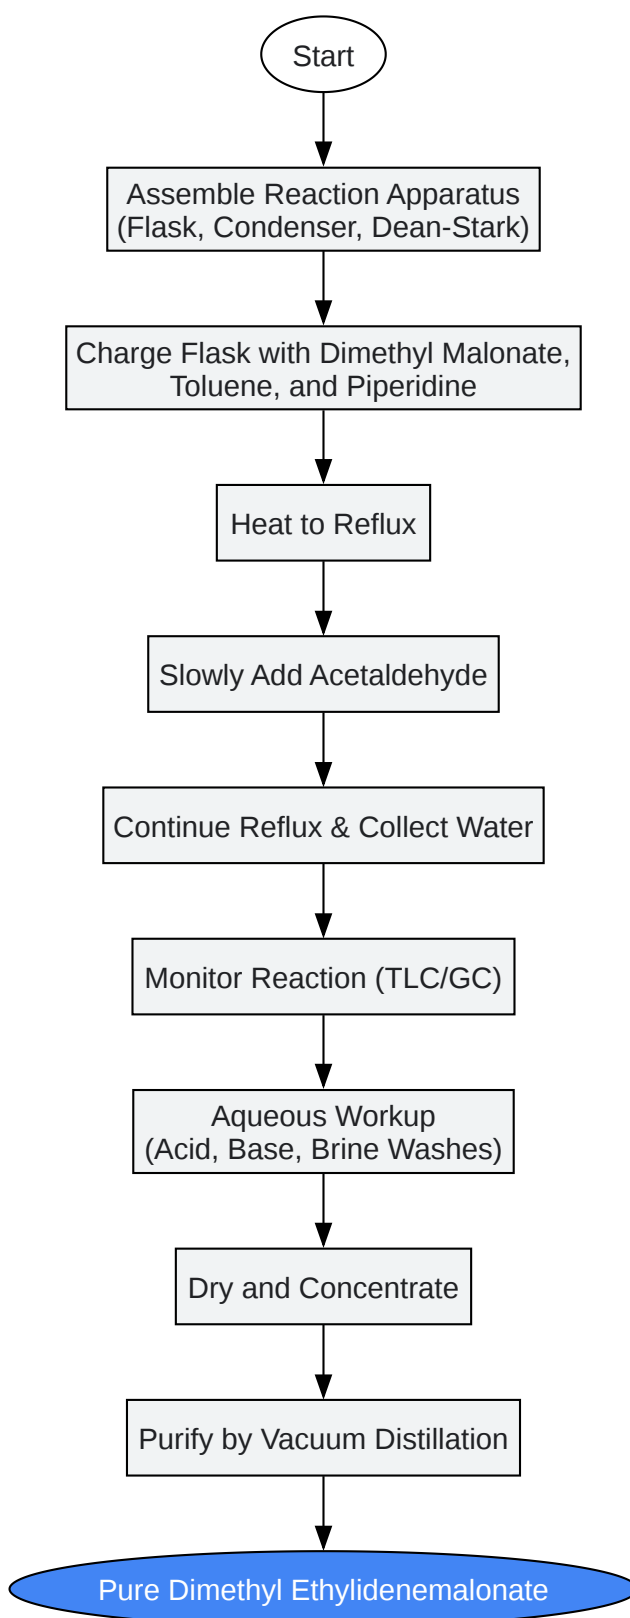 Start
Assemble Reaction Apparatus
(Flask, Condenser, Dean-Stark)
Charge Flask with Dimethyl Malonate,
Toluene, and Piperidine
Heat to Reflux
Slowly Add Acetaldehyde
Continue Reflux & Collect Water
Monitor Reaction (TLC/GC)
Aqueous Workup
(Acid, Base, Brine Washes)
Dry and Concentrate
Purify by Vacuum Distillation
Pure Dimethyl Ethylidenemalonate